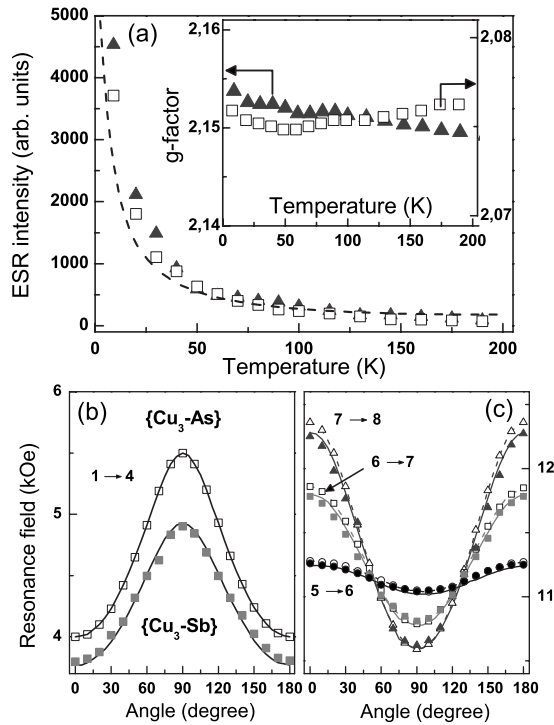 (a)
ESR intensity (arb. units)
5000
4000
3000
2000
1000
0
0 50 100 150 200
Temperature (K)
g-factor
2,16
2,15
2,14
2,08
2,07
Temperature (K)
0 50 100 150 200
(b)
{Cu3-As}
1 → 4
{Cu3-Sb}
Resonance field (kOe)
6
5
4
0 30 60 90 120 150 180
Angle (degree)
(c)
7 → 8
6 → 7
5 → 6
12
11
0 30 60 90 120 150 180
Angle (degree)